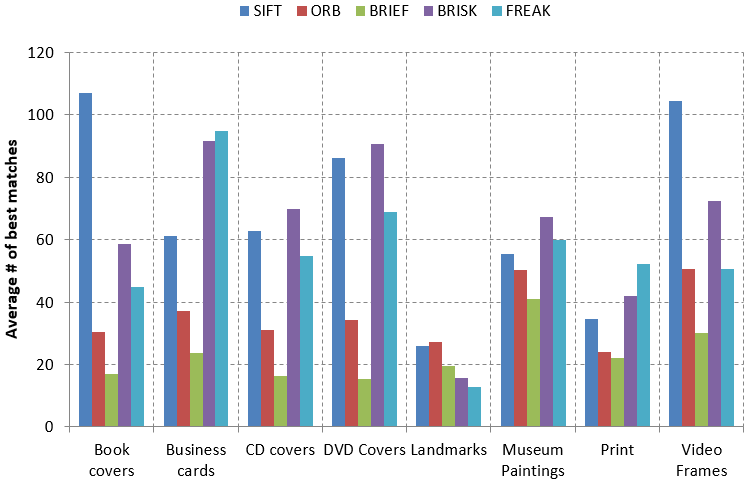 SIFT ORB BRIEF BRISK FREAK
120
100
80
60
40
20
0
Average # of best matches
Book covers
Business cards
CD covers
DVD Covers
Landmarks
Museum Paintings
Print
Video Frames